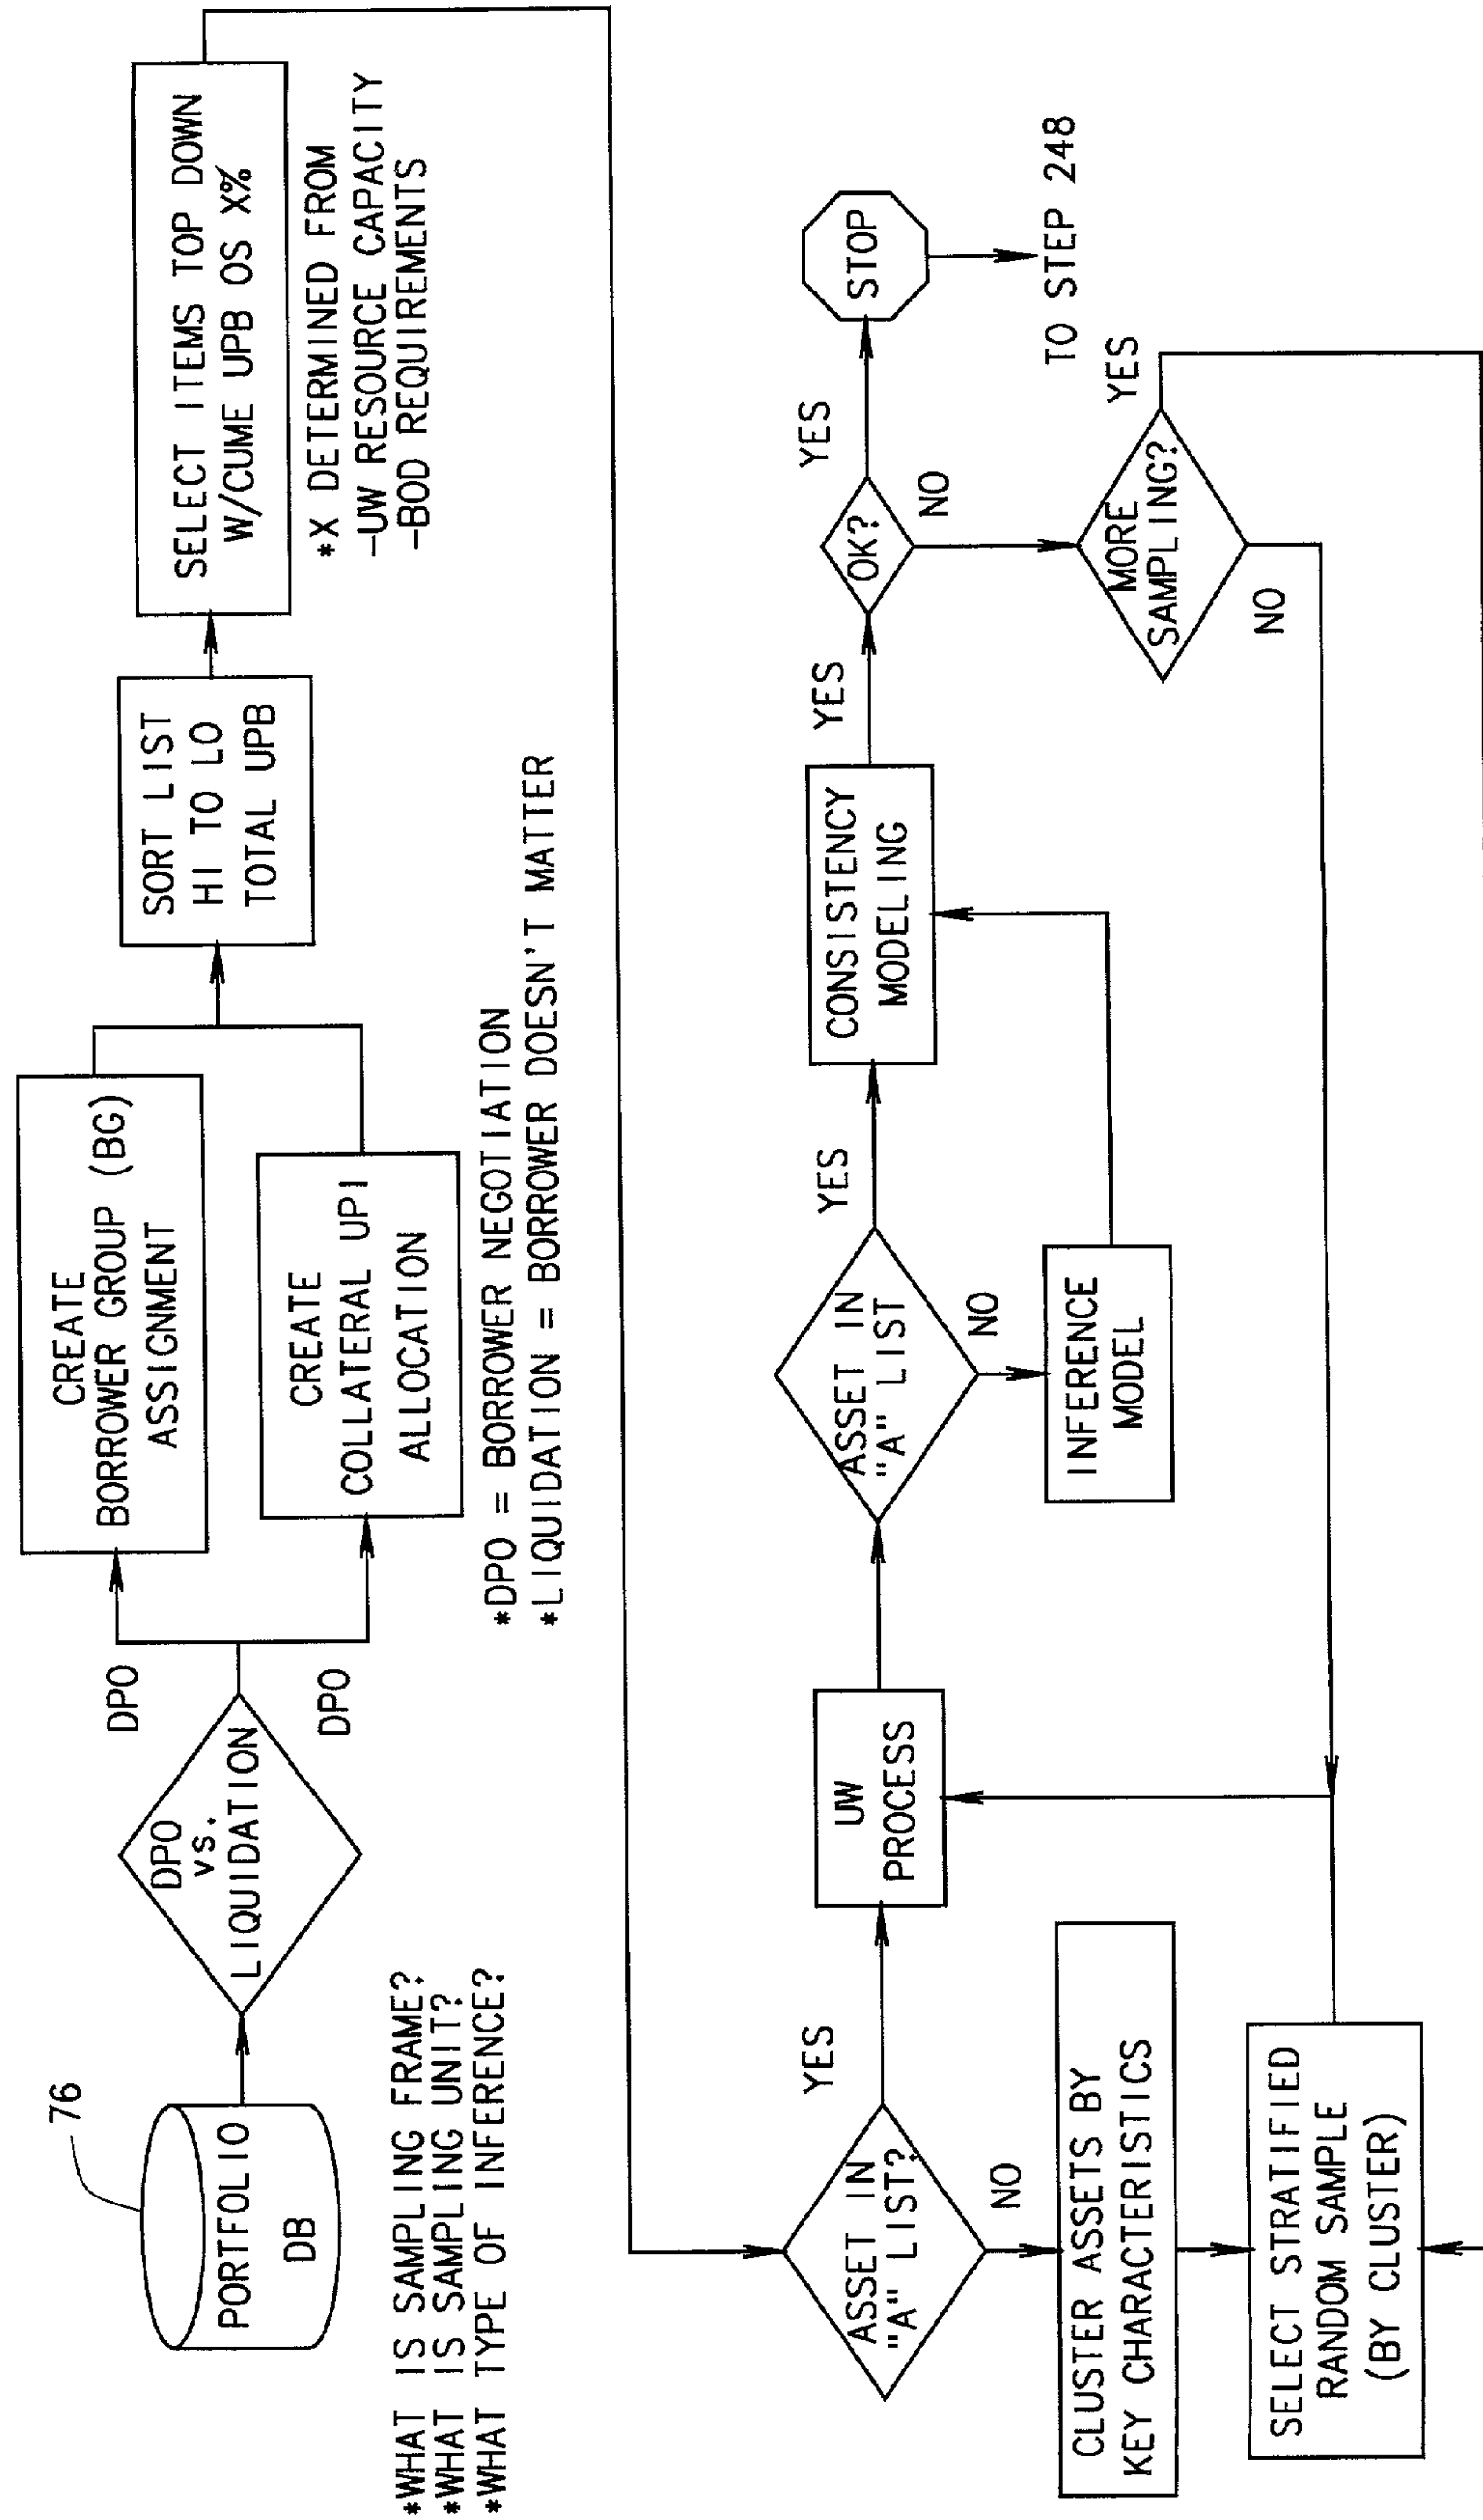 76
PORTFOLIO
DB
DPO
vs.
LIQUIDATION
DPO
DPO
CREATE
BORROWER GROUP (BG)
ASSIGNMENT
CREATE
COLLATERAL UPI
ALLOCATION
SORT LIST
HI TO LO
TOTAL UPB
SELECT ITEMS TOP DOWN
W/CUME UPB OS X%
*X DETERMINED FROM
-UW RESOURCE CAPACITY
-BOD REQUIREMENTS
*WHAT IS SAMPLING FRAME?
*WHAT IS SAMPLING UNIT?
*WHAT TYPE OF INFERENCE?
*DPO = BORROWER NEGOTIATION
*LIQUIDATION = BORROWER DOESN'T MATTER
ASSET IN
"A" LIST?
YES
NO
CLUSTER ASSETS BY
KEY CHARACTERISTICS
SELECT STRATIFIED
RANDOM SAMPLE
(BY CLUSTER)
UW
PROCESS
ASSET IN
"A" LIST
YES
NO
INFERENCE
MODEL
CONSISTENCY
MODELING
YES
OK?
YES
NO
STOP
TO STEP 248
MORE
SAMPLING?
YES
NO